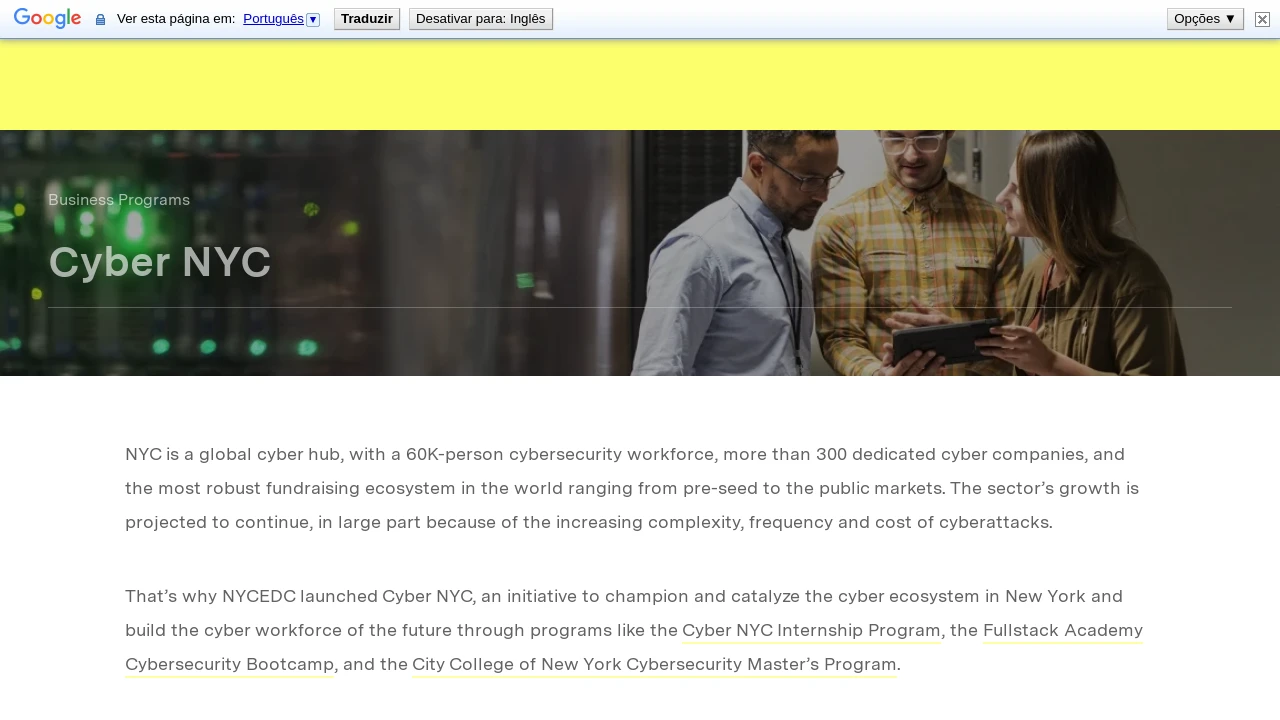 Google Ver esta página em: Português ▼ Traduzir Desativar para: Inglês Opções ▼
Business Programs
Cyber NYC
NYC is a global cyber hub, with a 60K-person cybersecurity workforce, more than 300 dedicated cyber companies, and
the most robust fundraising ecosystem in the world ranging from pre-seed to the public markets. The sector’s growth is
projected to continue, in large part because of the increasing complexity, frequency and cost of cyberattacks.
That’s why NYCEDC launched Cyber NYC, an initiative to champion and catalyze the cyber ecosystem in New York and
build the cyber workforce of the future through programs like the Cyber NYC Internship Program, the Fullstack Academy
Cybersecurity Bootcamp, and the City College of New York Cybersecurity Master’s Program.